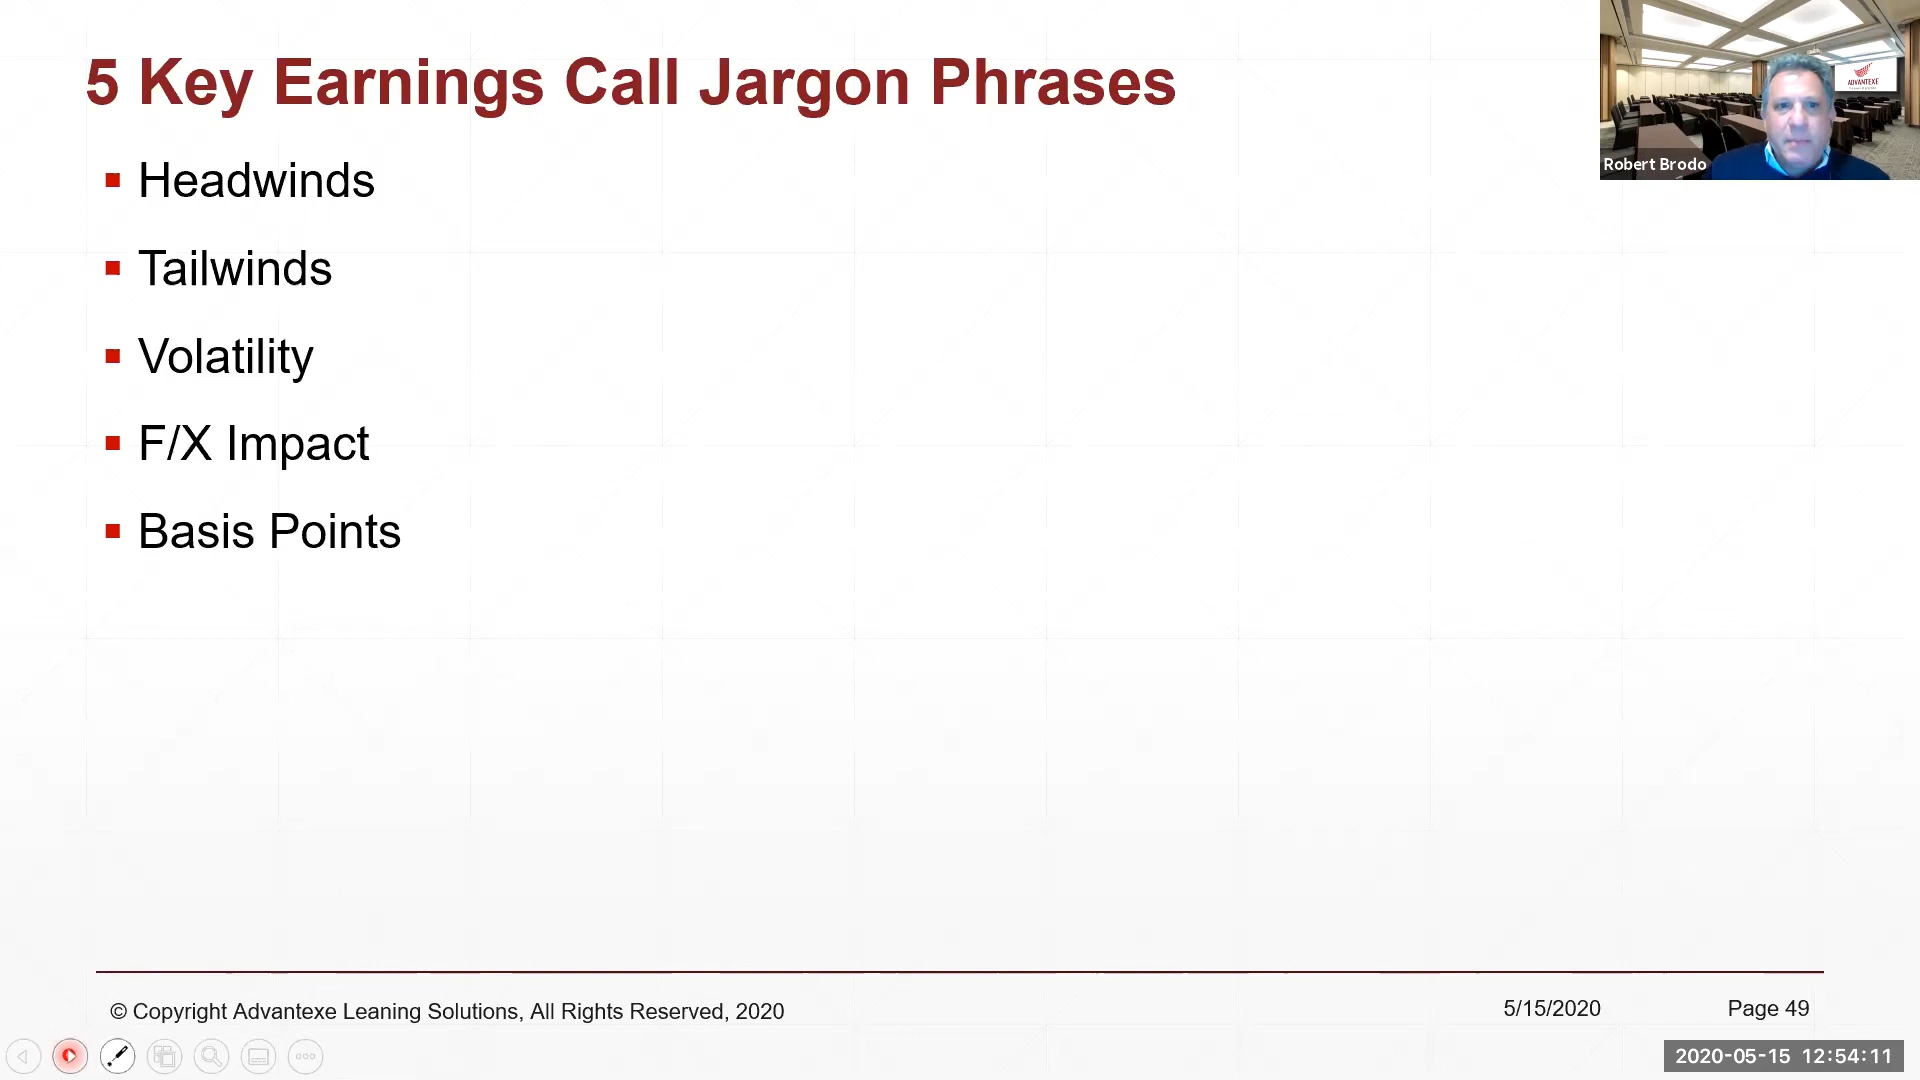 5 Key Earnings Call Jargon Phrases
Headwinds
Tailwinds
Volatility
F/X Impact
Basis Points
ADVANTEXE
Robert Brodo
© Copyright Advantexe Leaning Solutions, All Rights Reserved, 2020
5/15/2020
Page 49
2020-05-15 12:54:11